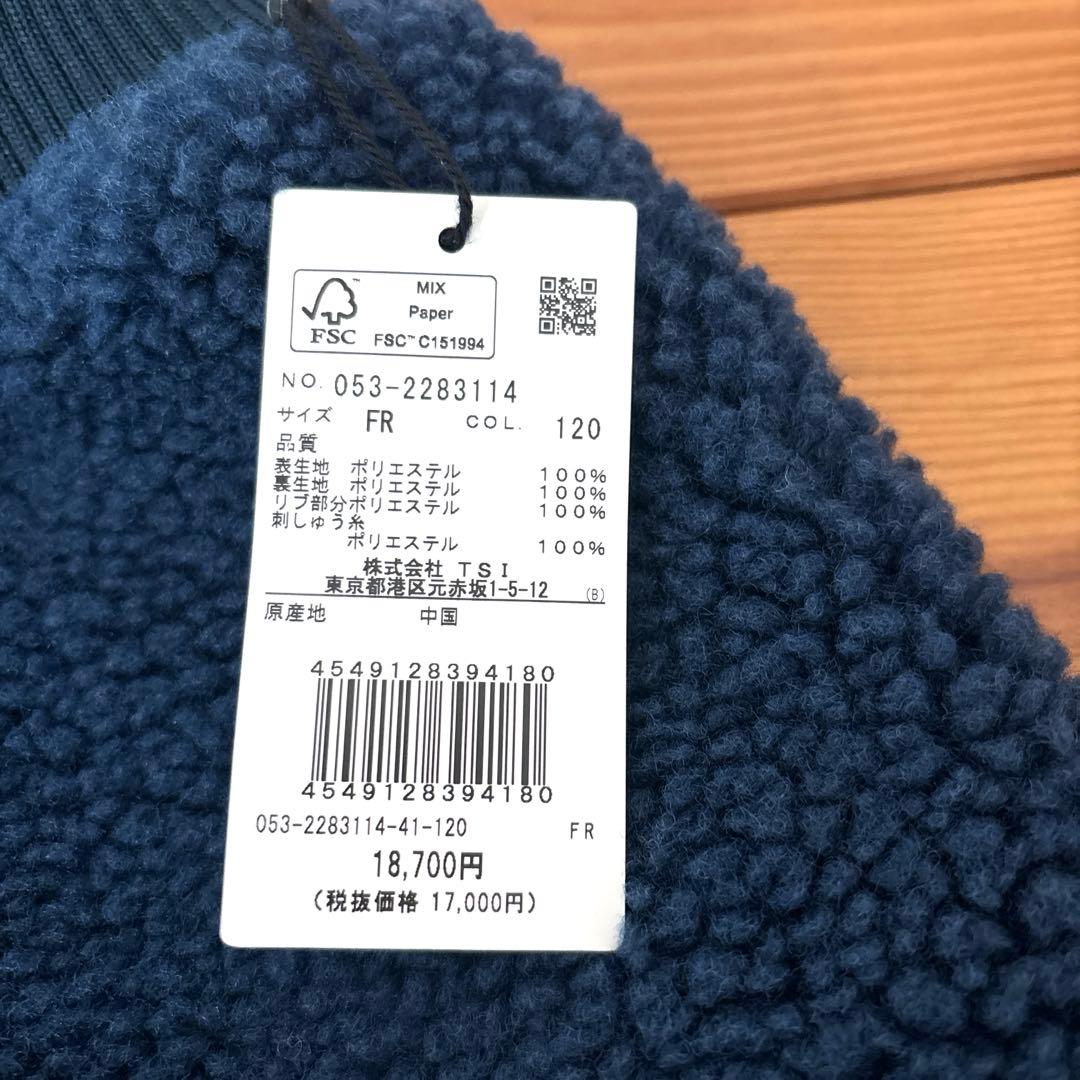 MIX
Paper
FSC™ C151994
FSC
NO. 053-2283114
サイズ FR COL. 120
品質
表生地 ポリエステル 100%
裏生地 ポリエステル 100%
リブ部分ポリエステル 100%
刺しゅう糸
ポリエステル 100%
株式会社 TSI
東京都港区元赤坂1-5-12 (B)
原産地 中国
4549128394180
4549128394180
053-2283114-41-120 FR
18,700円
(税抜価格 17,000円)